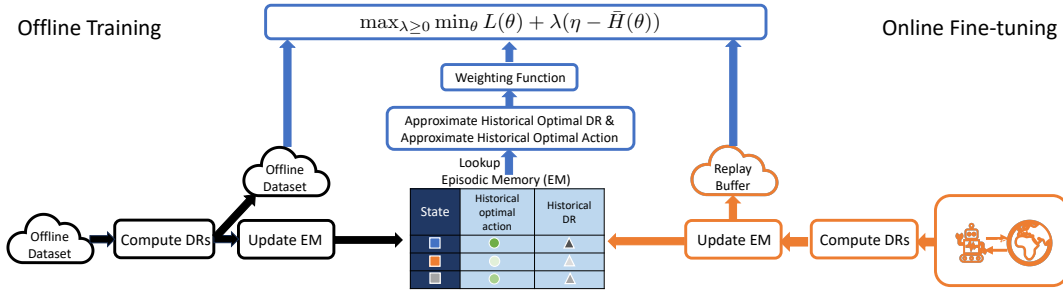 Offline Training
max_{λ≥0} min_θ L(θ) + λ(η − H̄(θ))
Online Fine-tuning
Weighting Function
Approximate Historical Optimal DR &
Approximate Historical Optimal Action
Lookup
Episodic Memory (EM)
Offline
Dataset
Replay
Buffer
State
Historical
optimal
action
Historical
DR
Offline
Dataset
Compute DRs
Update EM
Update EM
Compute DRs